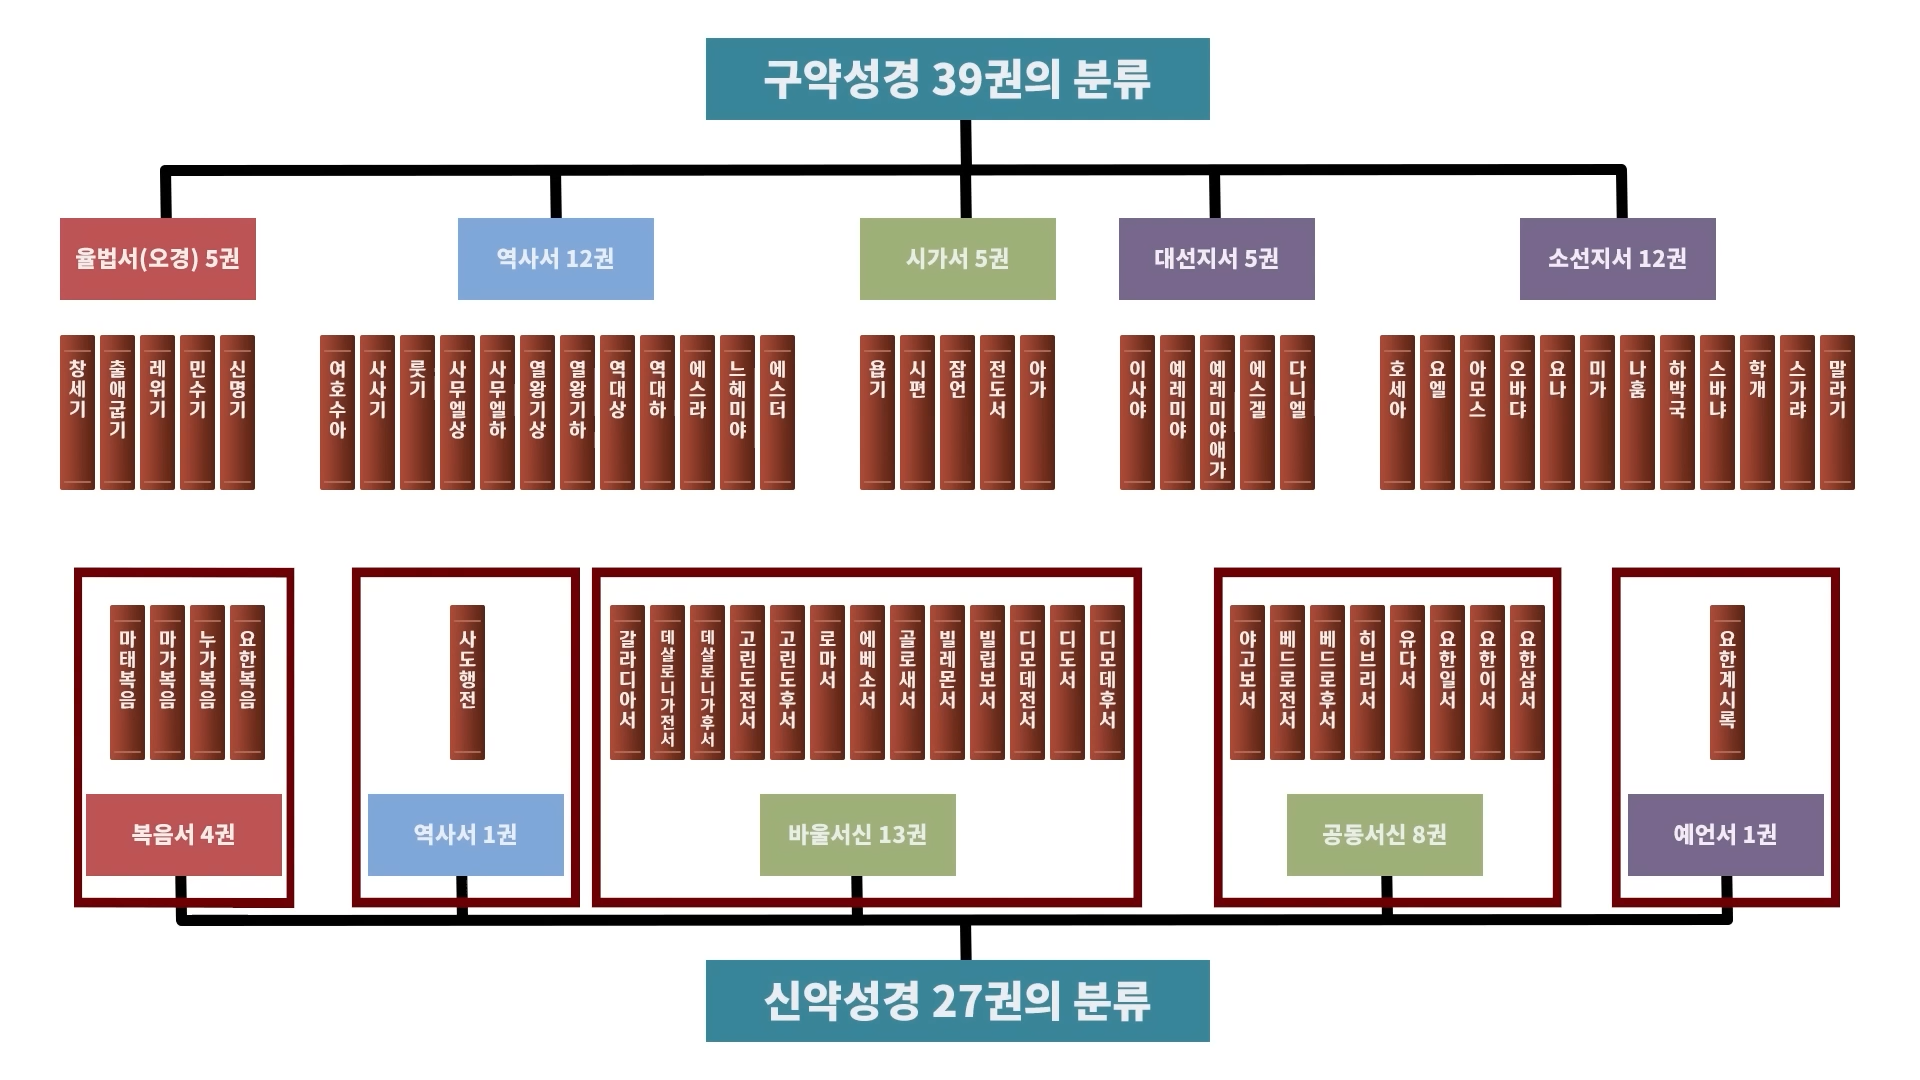 구약성경 39권의 분류
율법서(오경) 5권
역사서 12권
시가서 5권
대선지서 5권
소선지서 12권
창세기
출애굽기
레위기
민수기
신명기
여호수아
사사기
룻기
사무엘상
사무엘하
열왕기상
열왕기하
역대상
역대하
에스라
느헤미야
에스더
욥기
시편
잠언
전도서
아가
이사야
예레미야
예레미야애가
에스겔
다니엘
호세아
요엘
아모스
오바댜
요나
미가
나훔
하박국
스바냐
학개
스가랴
말라기
마태복음
마가복음
누가복음
요한복음
사도행전
갈라디아서
데살로니가전서
데살로니가후서
고린도전서
고린도후서
로마서
에베소서
골로새서
빌레몬서
빌립보서
디모데전서
디도서
디모데후서
야고보서
베드로전서
베드로후서
히브리서
유다서
요한일서
요한이서
요한삼서
요한계시록
복음서 4권
역사서 1권
바울서신 13권
공동서신 8권
예언서 1권
신약성경 27권의 분류